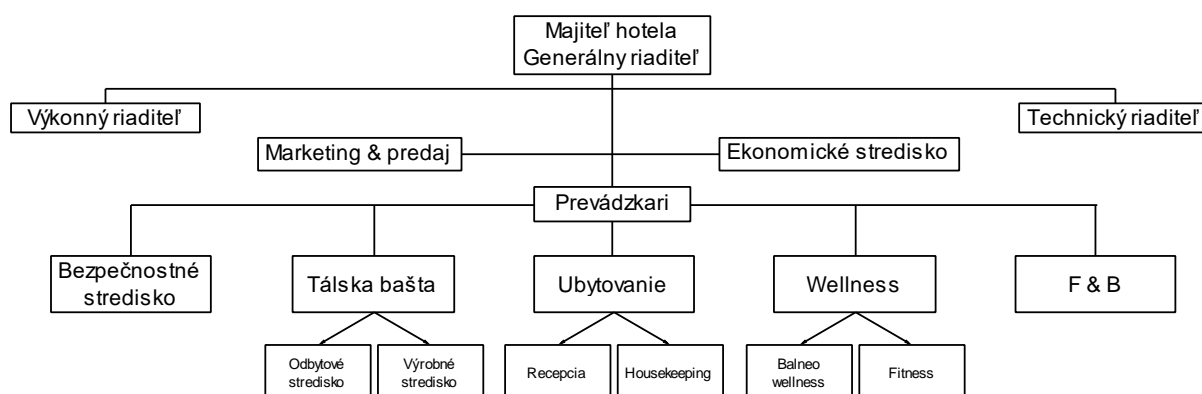 Majiteľ hotela
Generálny riaditeľ
Výkonný riaditeľ
Technický riaditeľ
Marketing & predaj
Ekonomické stredisko
Prevádzkari
Bezpečnostné
stredisko
Tálska bašta
Ubytovanie
Wellness
F & B
Odbytové
stredisko
Výrobné
stredisko
Recepcia
Housekeeping
Balneo
wellness
Fitness